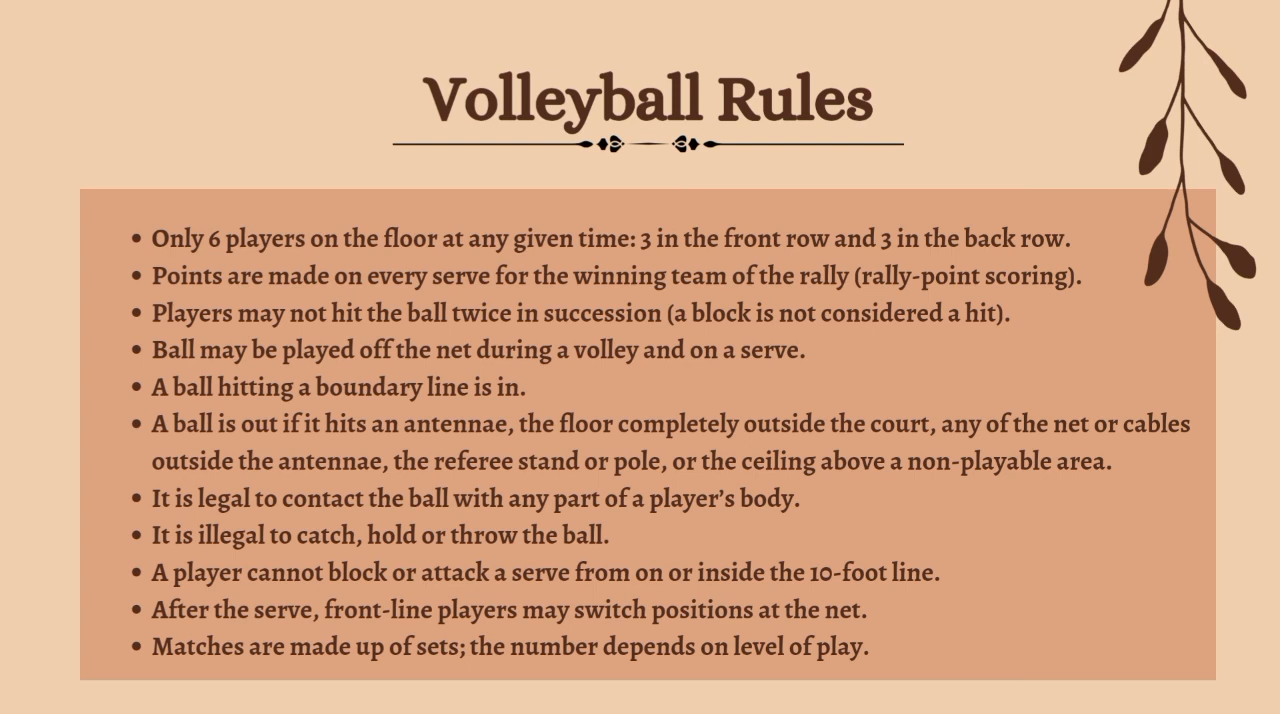 Volleyball Rules
• Only 6 players on the floor at any given time: 3 in the front row and 3 in the back row.
• Points are made on every serve for the winning team of the rally (rally-point scoring).
• Players may not hit the ball twice in succession (a block is not considered a hit).
• Ball may be played off the net during a volley and on a serve.
• A ball hitting a boundary line is in.
• A ball is out if it hits an antennae, the floor completely outside the court, any of the net or cables
outside the antennae, the referee stand or pole, or the ceiling above a non-playable area.
• It is legal to contact the ball with any part of a player’s body.
• It is illegal to catch, hold or throw the ball.
• A player cannot block or attack a serve from on or inside the 10-foot line.
• After the serve, front-line players may switch positions at the net.
• Matches are made up of sets; the number depends on level of play.